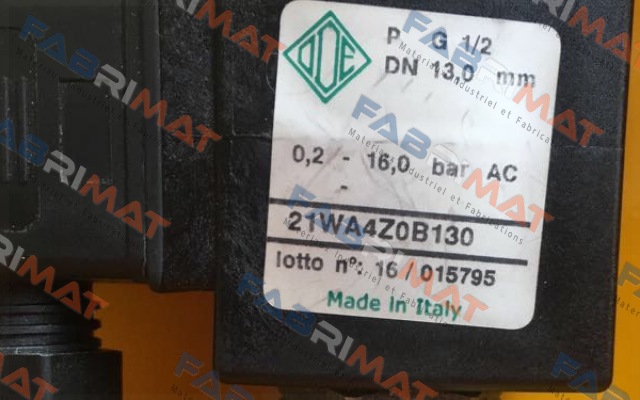 ODE
P. G 1/2
DN 13,0 mm
0,2 - 16,0 bar AC
-
21WA4Z0B130
lotto n°: 16 / 015795
Made in Italy
FABRIMAT
Materiel Industriel et Fabrications